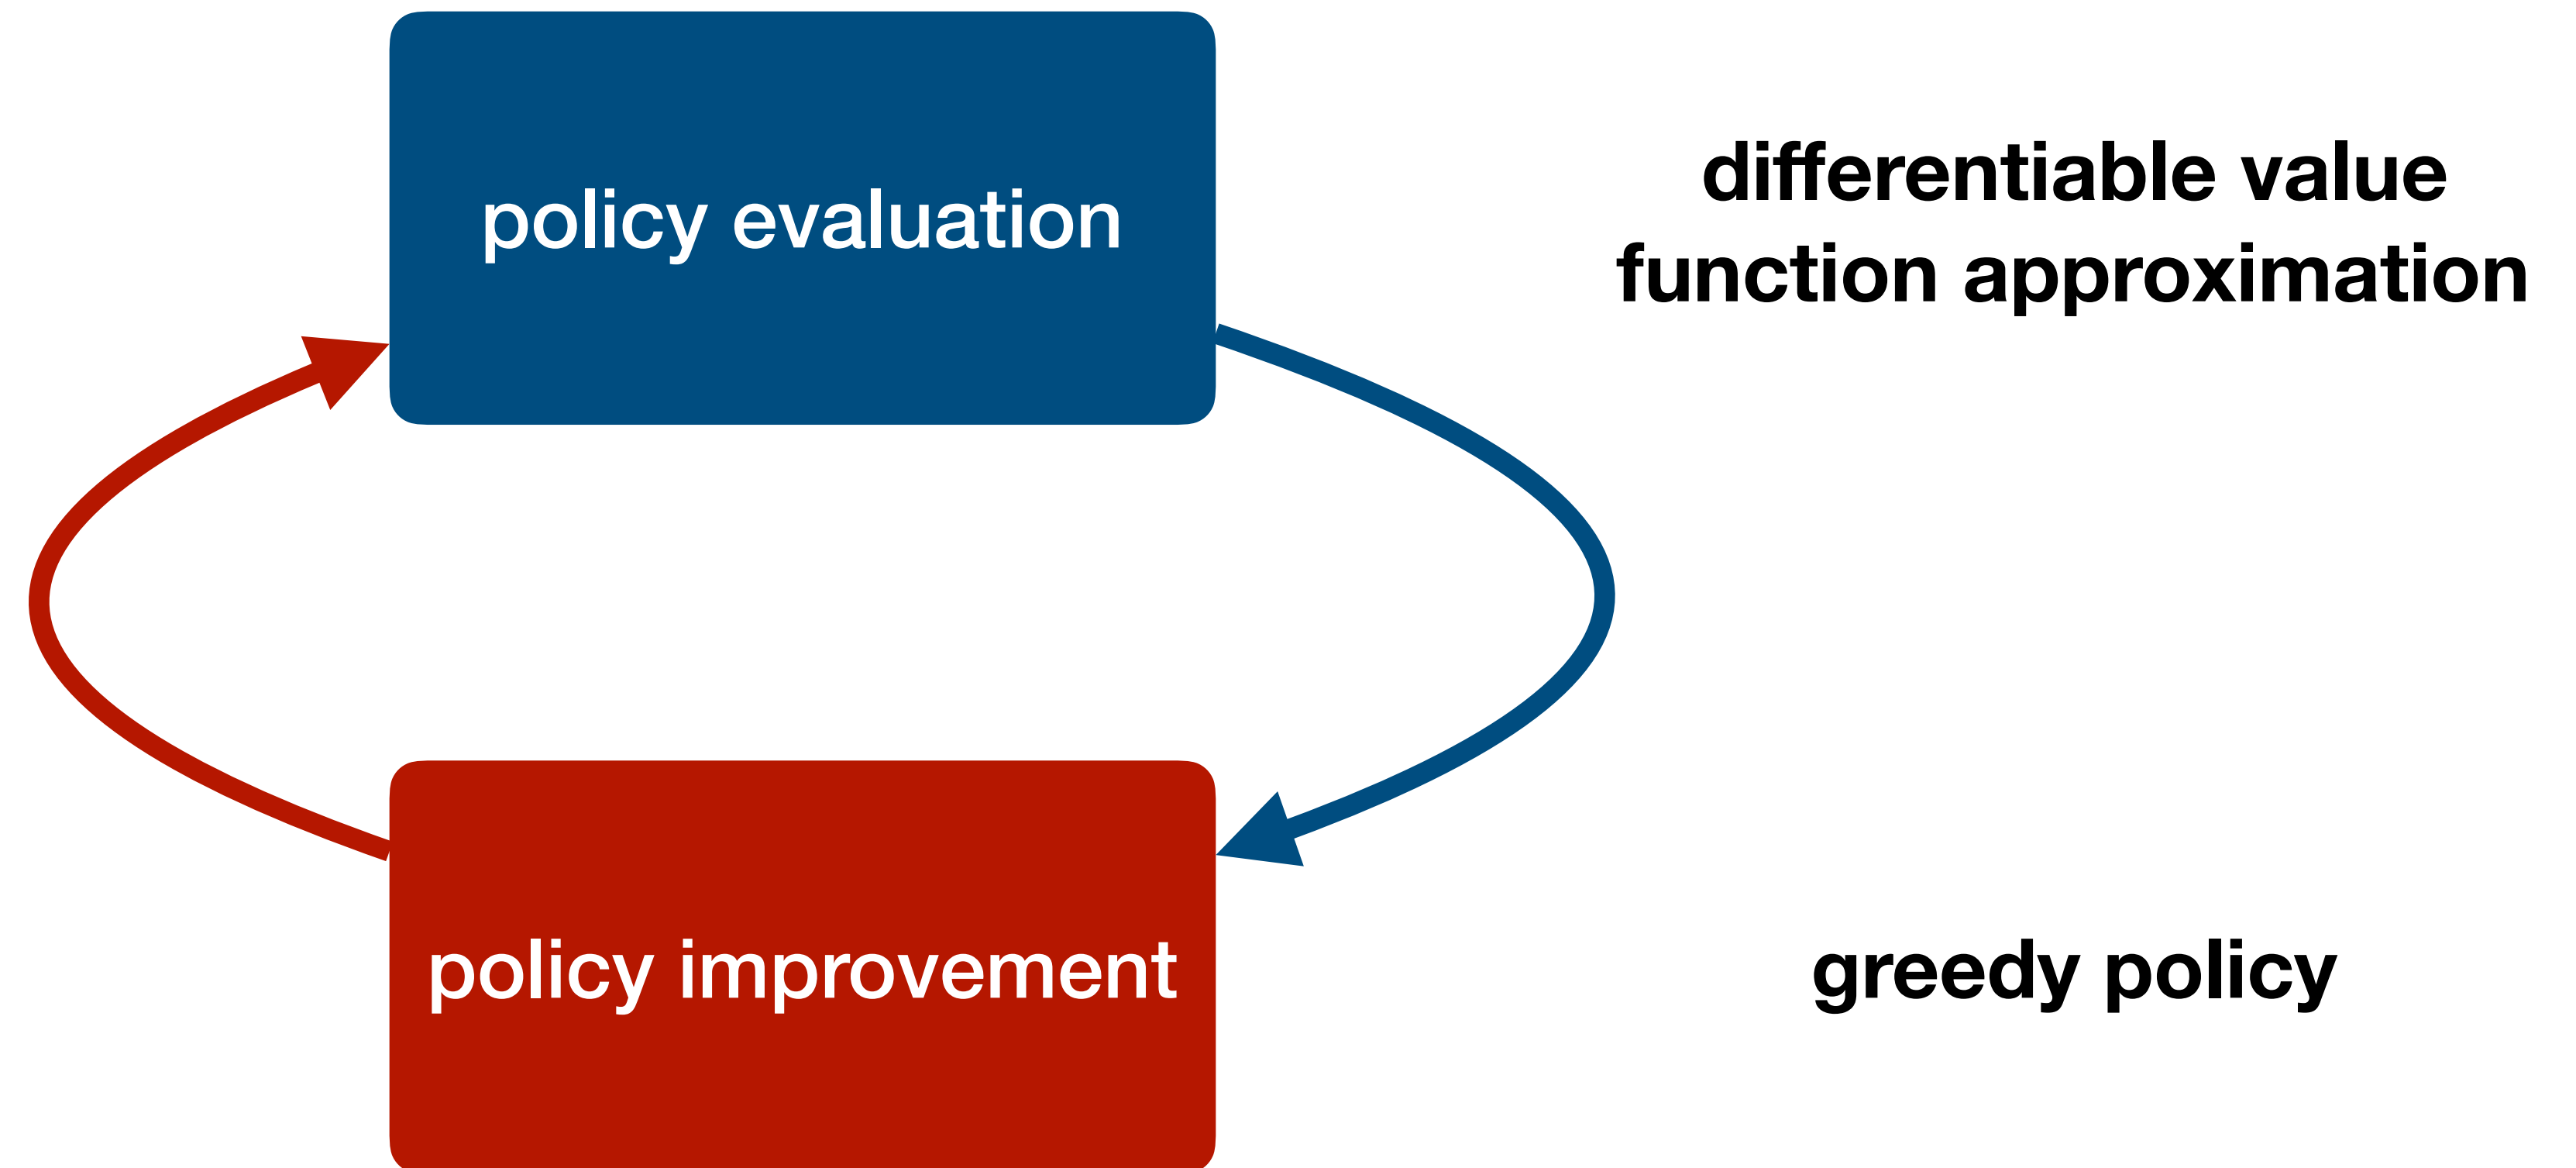 policy evaluation
differentiable value
function approximation
policy improvement
greedy policy